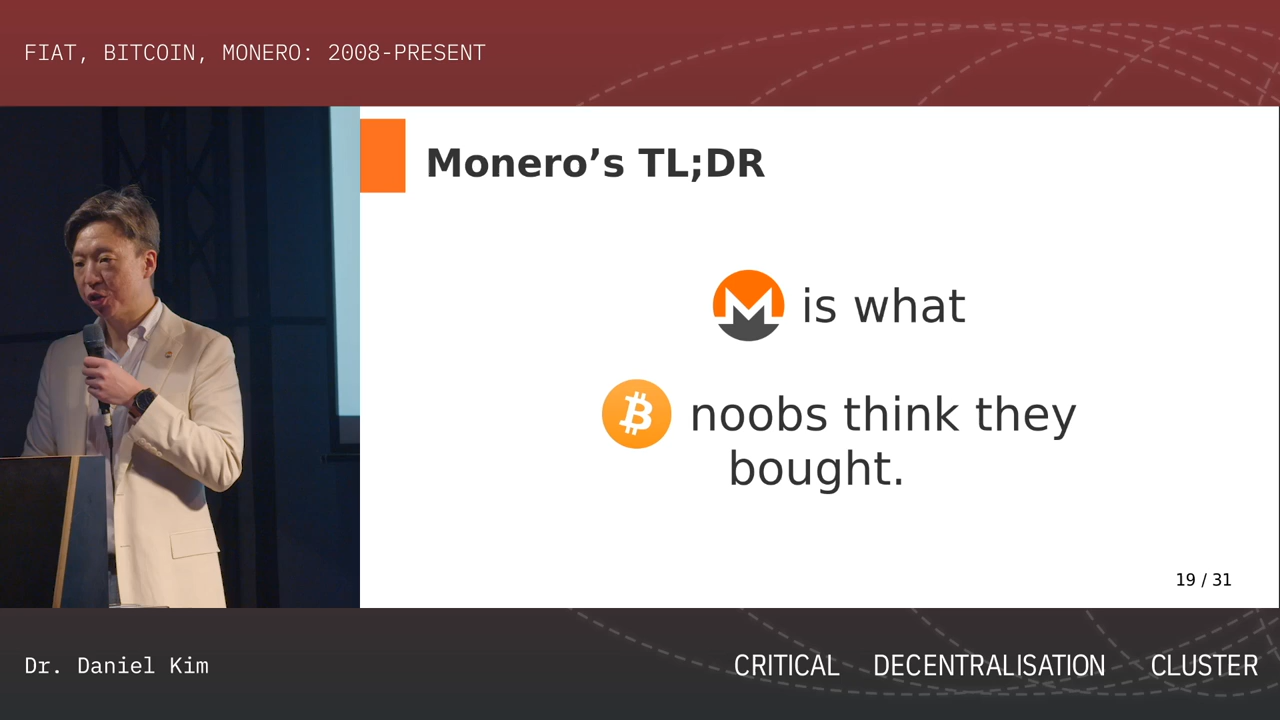 FIAT, BITCOIN, MONERO: 2008-PRESENT
Monero’s TL;DR
is what
noobs think they
bought.
19 / 31
Dr. Daniel Kim
CRITICAL DECENTRALISATION CLUSTER